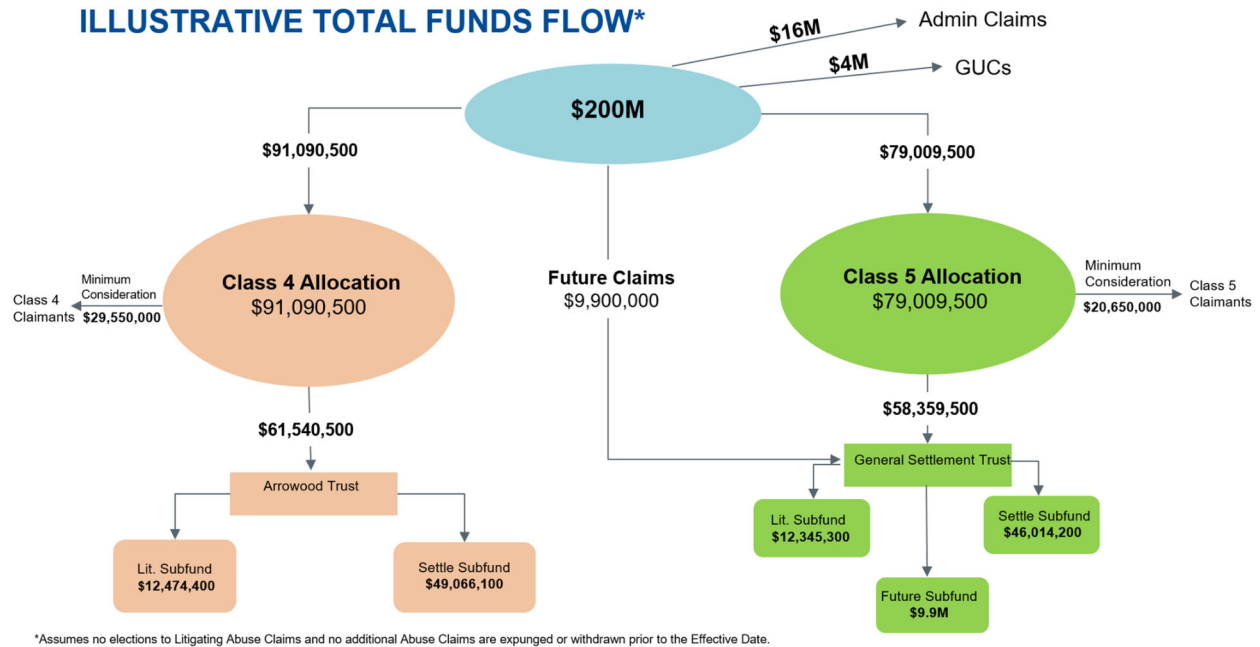 ILLUSTRATIVE TOTAL FUNDS FLOW*
$16M
Admin Claims
$4M
GUCs
$200M
$91,090,500
$79,009,500
Class 4 Allocation
$91,090,500
Minimum
Consideration
$29,550,000
Class 4
Claimants
Future Claims
$9,900,000
Class 5 Allocation
$79,009,500
Minimum
Consideration
$20,650,000
Class 5
Claimants
$61,540,500
$58,359,500
Arrowood Trust
General Settlement Trust
Lit. Subfund
$12,474,400
Settle Subfund
$49,066,100
Lit. Subfund
$12,345,300
Settle Subfund
$46,014,200
Future Subfund
$9.9M
*Assumes no elections to Litigating Abuse Claims and no additional Abuse Claims are expunged or withdrawn prior to the Effective Date.